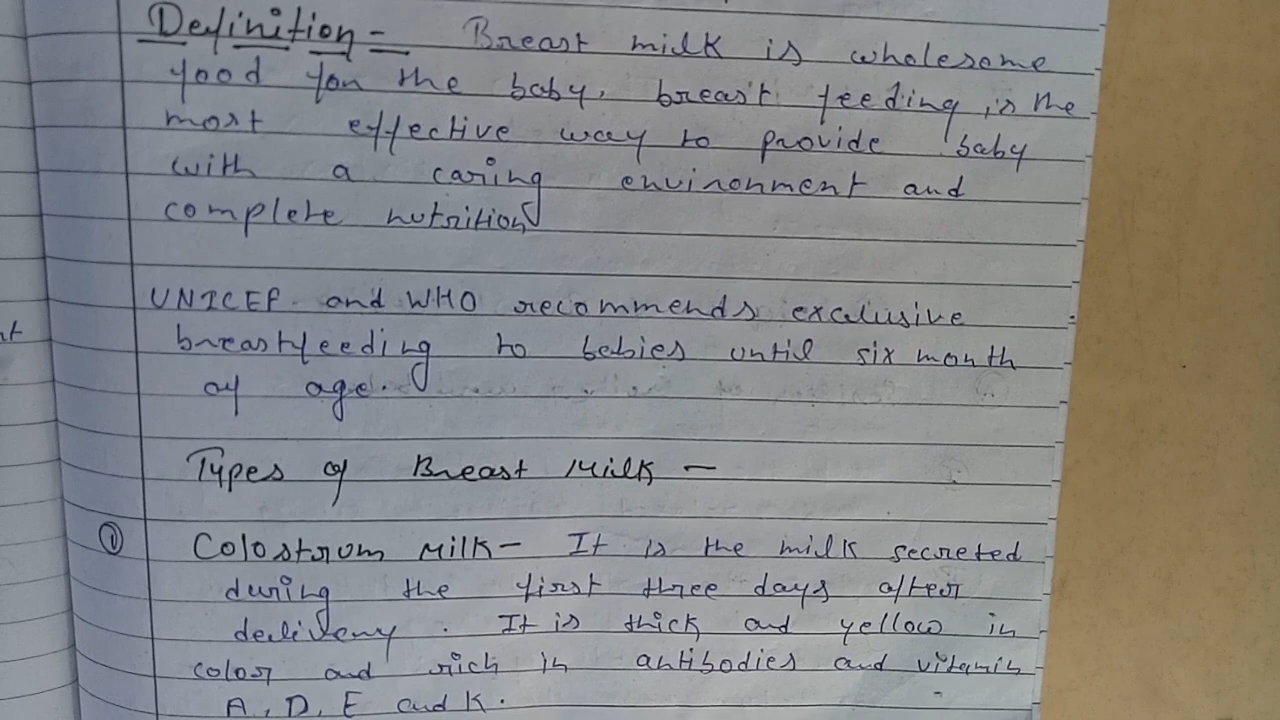 Definition - Breast milk is wholesome
food for the baby, breast feeding is the
most effective way to provide baby
with a caring environment and
complete nutrition
UNICEF and WHO recommends exclusive
breastfeeding to babies until six month
of age.
Types of Breast Milk -
① Colostrum Milk - It is the milk secreted
during the first three days after
delivery. It is thick and yellow in
color and rich in antibodies and vitamin
A, D, E and K.